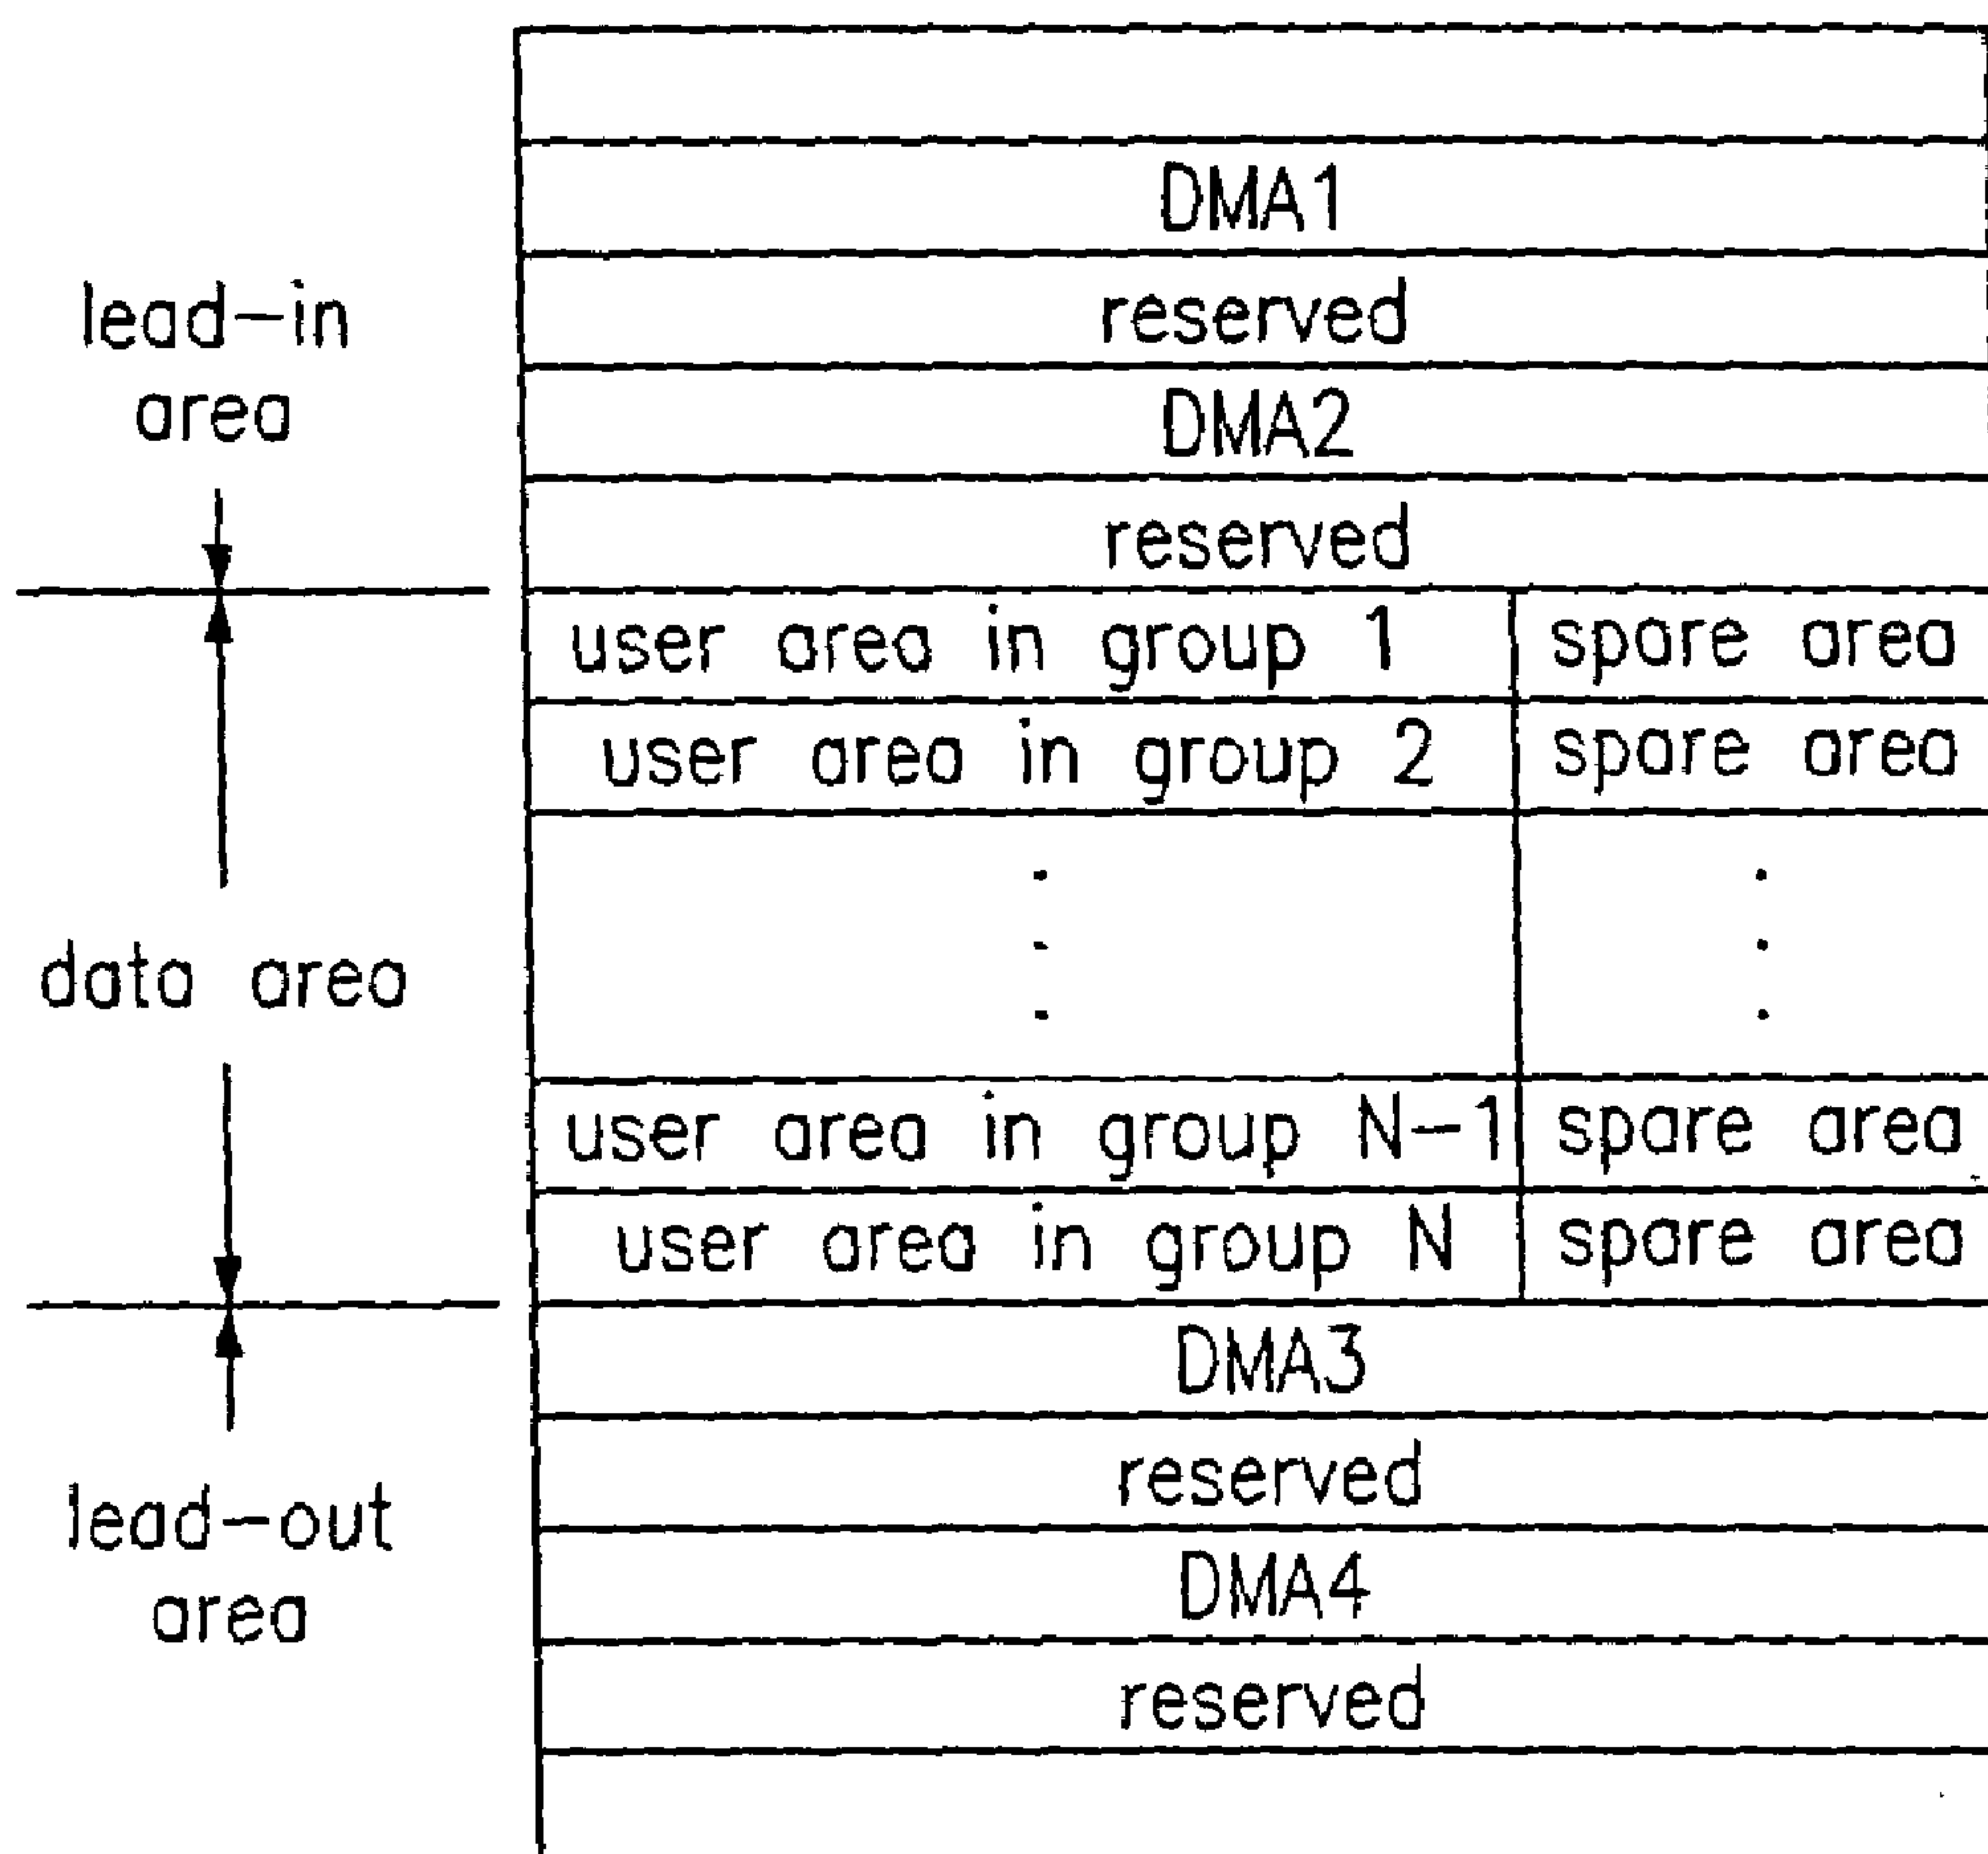 DMA1
reserved
lead-in
area
DMA2
reserved
user area in group 1 spare area
user area in group 2 spare area
data area
user area in group N-1 spare area
user area in group N spare area
DMA3
reserved
lead-out
area
DMA4
reserved